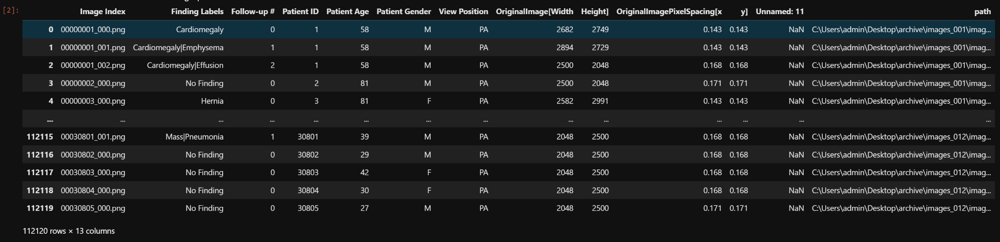 [2]:
Image Index Finding Labels Follow-up # Patient ID Patient Age Patient Gender View Position OriginalImage[Width Height] OriginalImagePixelSpacing[x y] Unnamed: 11 path
0 00000001_000.png Cardiomegaly 0 1 58 M PA 2682 2749 0.143 0.143 NaN C:\Users\admin\Desktop\archive\images_001\imag...
1 00000001_001.png Cardiomegaly|Emphysema 1 1 58 M PA 2894 2729 0.143 0.143 NaN C:\Users\admin\Desktop\archive\images_001\imag...
2 00000001_002.png Cardiomegaly|Effusion 2 1 58 M PA 2500 2048 0.168 0.168 NaN C:\Users\admin\Desktop\archive\images_001\imag...
3 00000002_000.png No Finding 0 2 81 M PA 2500 2048 0.171 0.171 NaN C:\Users\admin\Desktop\archive\images_001\imag...
4 00000003_000.png Hernia 0 3 81 F PA 2582 2991 0.143 0.143 NaN C:\Users\admin\Desktop\archive\images_001\imag...
... ... ... ... ... ... ... ... ... ... ... ... ... ...
112115 00030801_001.png Mass|Pneumonia 1 30801 39 M PA 2048 2500 0.168 0.168 NaN C:\Users\admin\Desktop\archive\images_012\imag...
112116 00030802_000.png No Finding 0 30802 29 M PA 2048 2500 0.168 0.168 NaN C:\Users\admin\Desktop\archive\images_012\imag...
112117 00030803_000.png No Finding 0 30803 42 F PA 2048 2500 0.168 0.168 NaN C:\Users\admin\Desktop\archive\images_012\imag...
112118 00030804_000.png No Finding 0 30804 30 F PA 2048 2500 0.168 0.168 NaN C:\Users\admin\Desktop\archive\images_012\imag...
112119 00030805_000.png No Finding 0 30805 27 M PA 2048 2500 0.171 0.171 NaN C:\Users\admin\Desktop\archive\images_012\imag...
112120 rows × 13 columns